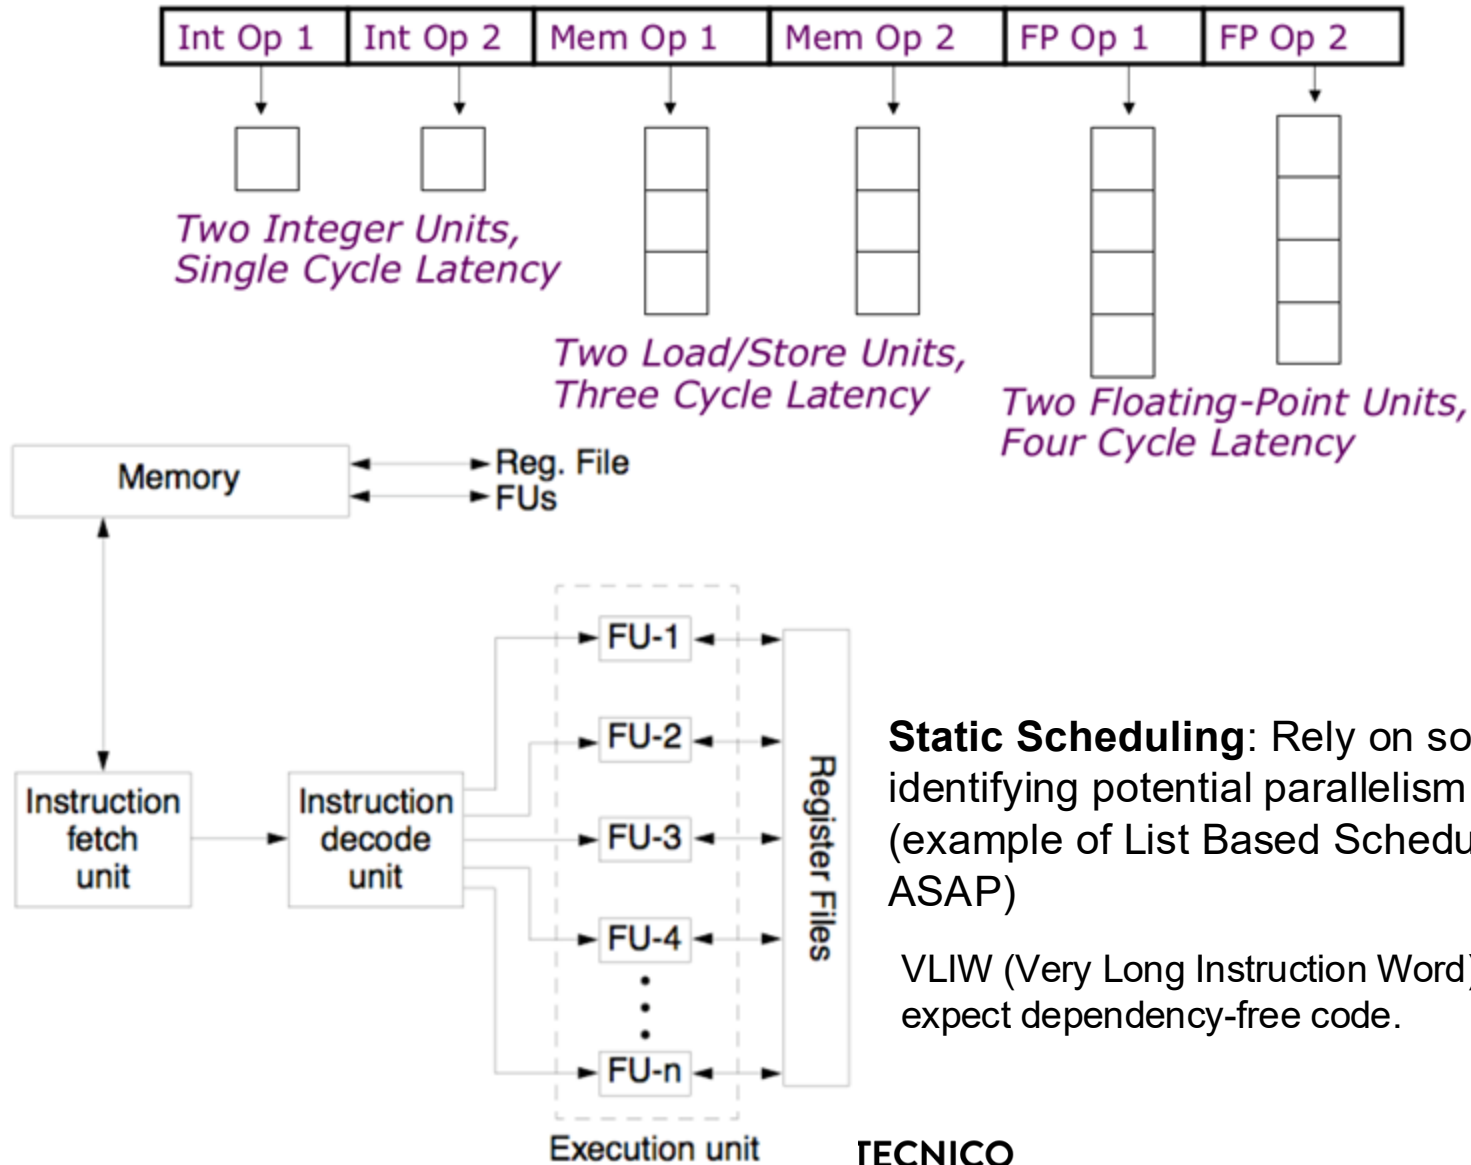 Int Op 1 Int Op 2 Mem Op 1 Mem Op 2 FP Op 1 FP Op 2
Two Integer Units,
Single Cycle Latency
Two Load/Store Units,
Three Cycle Latency
Two Floating-Point Units,
Four Cycle Latency
Memory
Reg. File
FUs
Instruction
fetch
unit
Instruction
decode
unit
FU-1
FU-2
FU-3
FU-4
FU-n
Execution unit
Register Files
Static Scheduling: Rely on
identifying potential parallelism
(example of List Based
ASAP)
VLIW (Very Long Instruction Word)
expect dependency-free code.
TECNICO